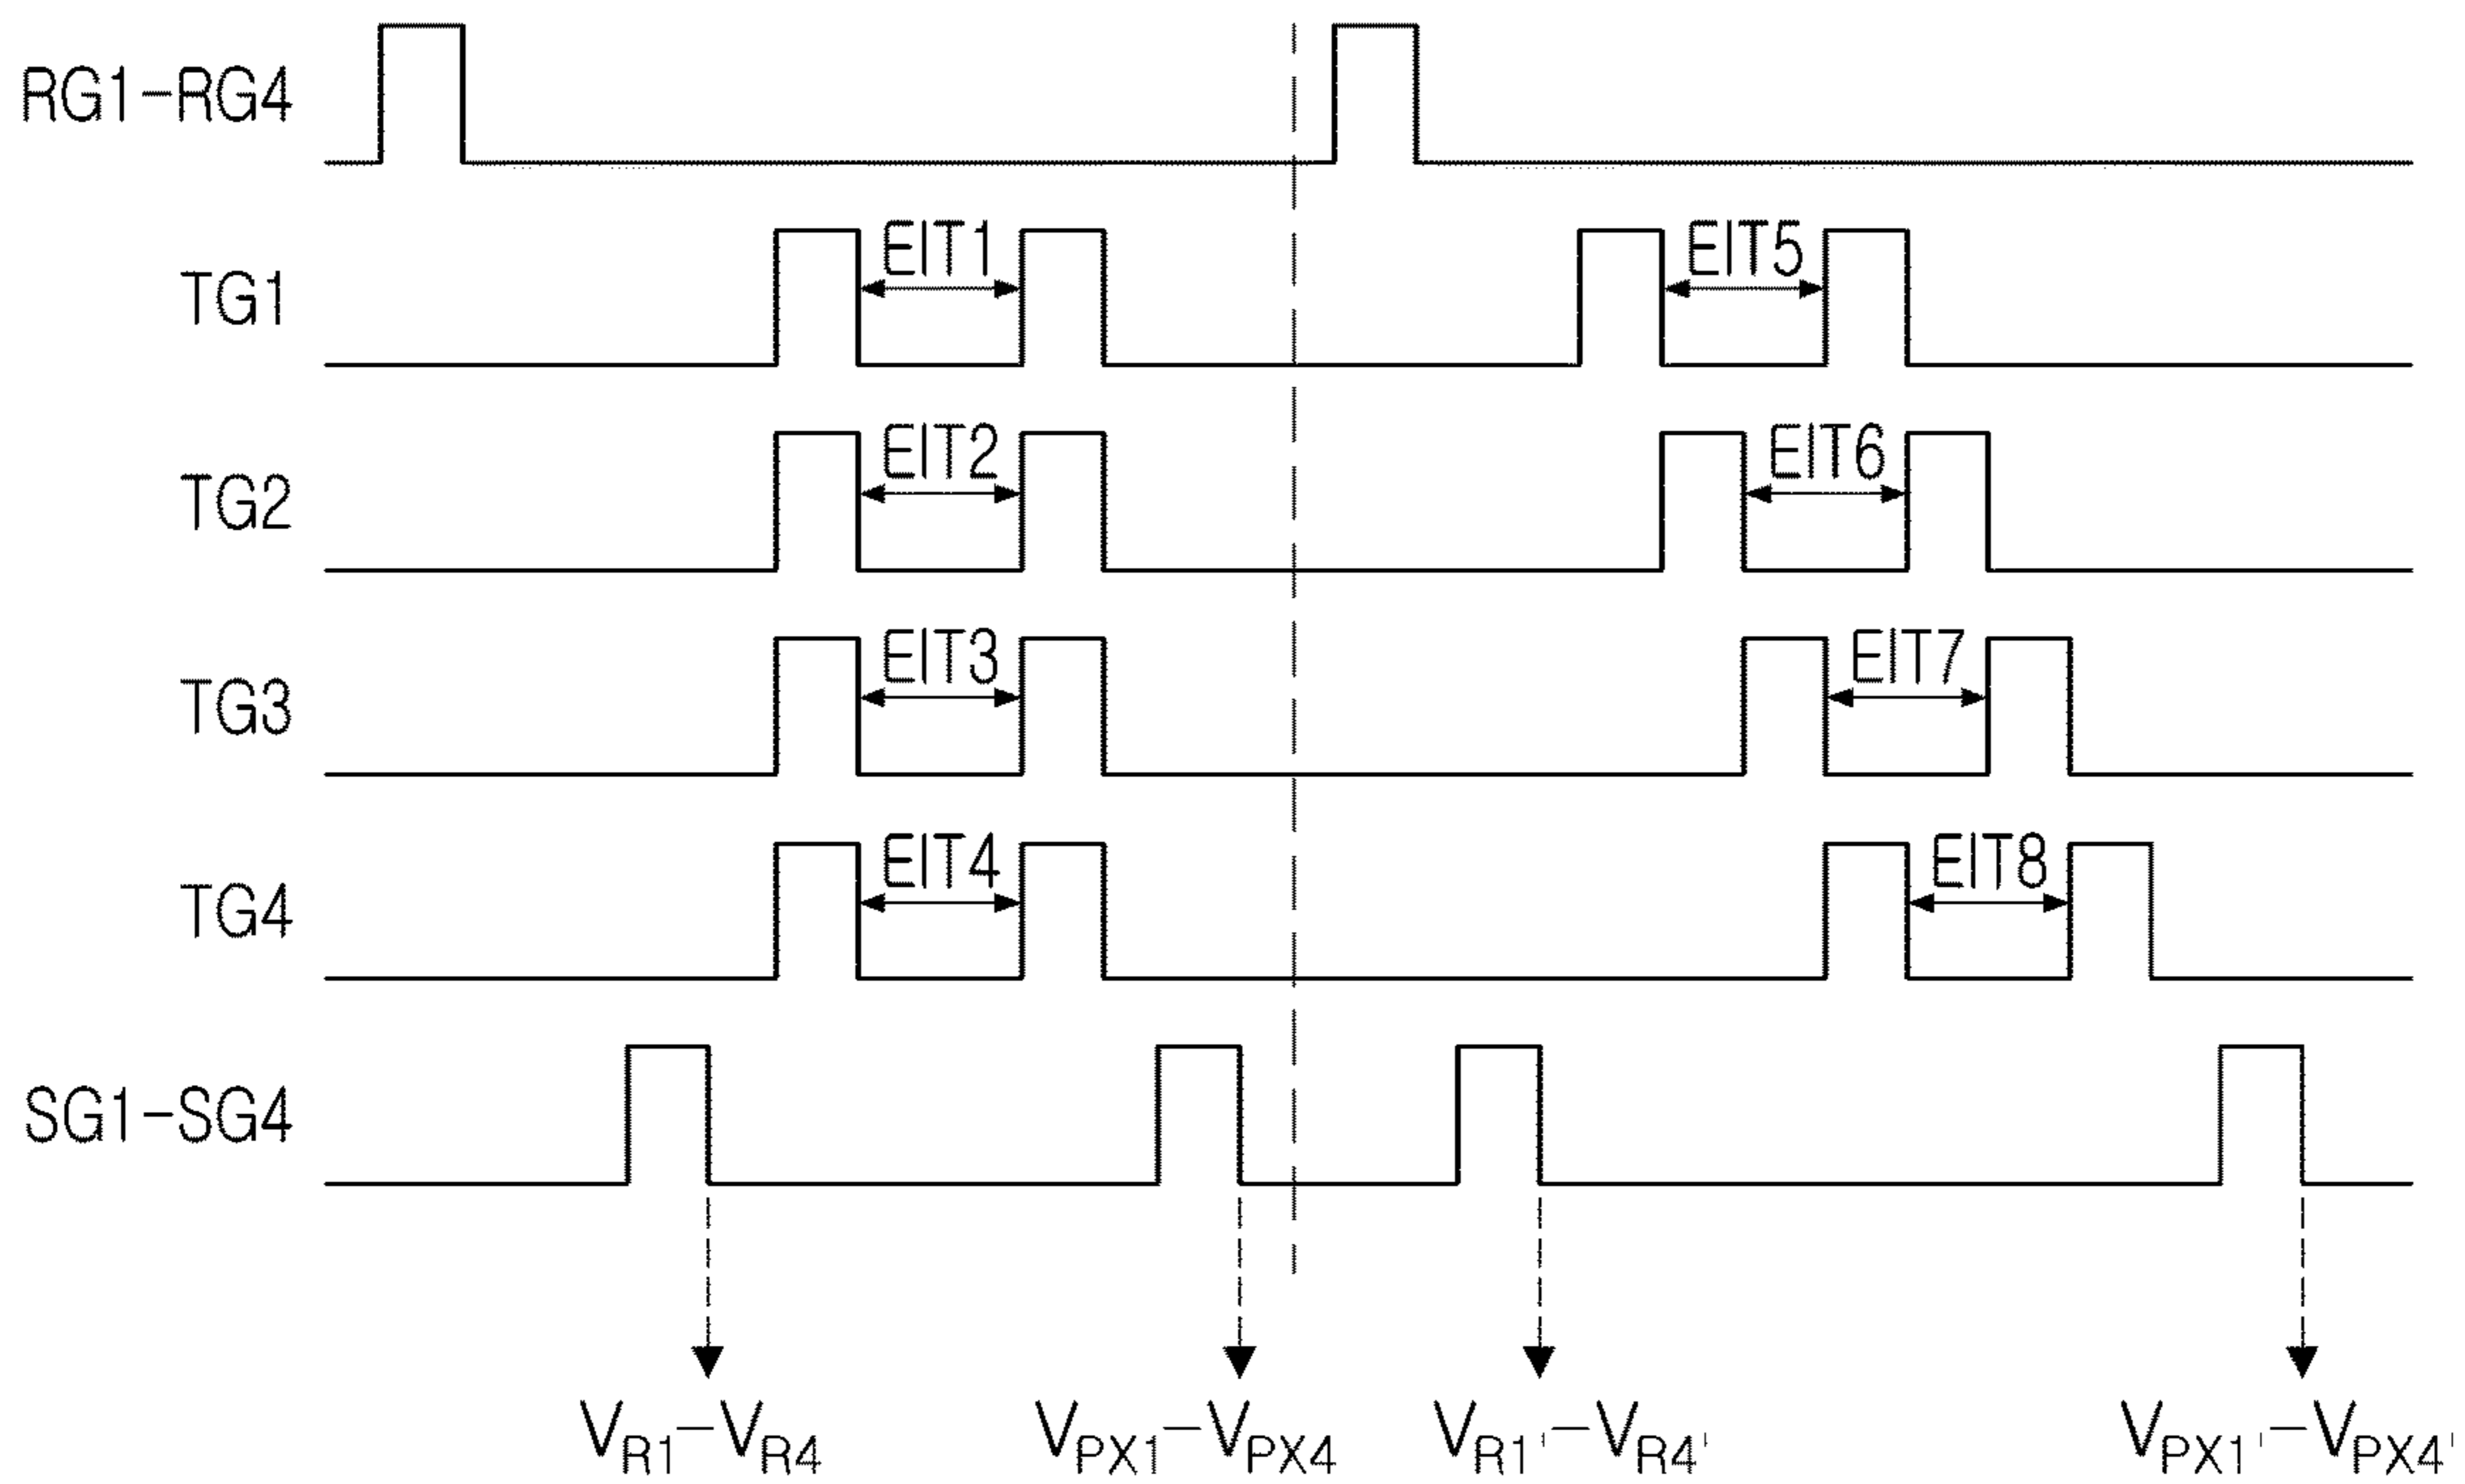 RG1-RG4
TG1 EIT1 EIT5
TG2 EIT2 EIT6
TG3 EIT3 EIT7
TG4 EIT4 EIT8
SG1-SG4
VR1-VR4 VPX1-VPX4 VR1'-VR4' VPX1'-VPX4'